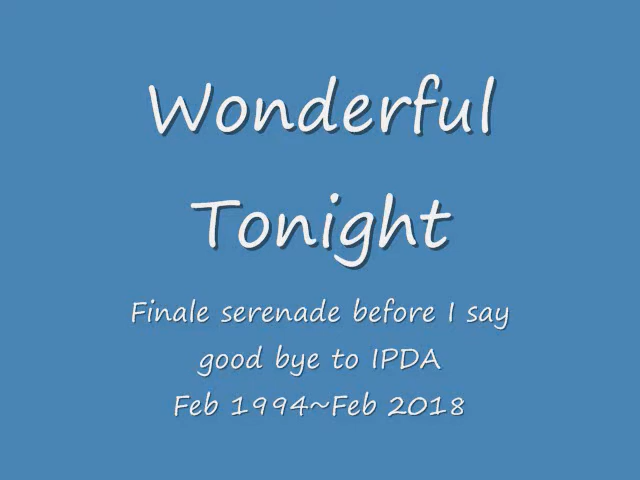 Wonderful
Tonight
Finale serenade before I say
good bye to IPDA
Feb 1994~Feb 2018